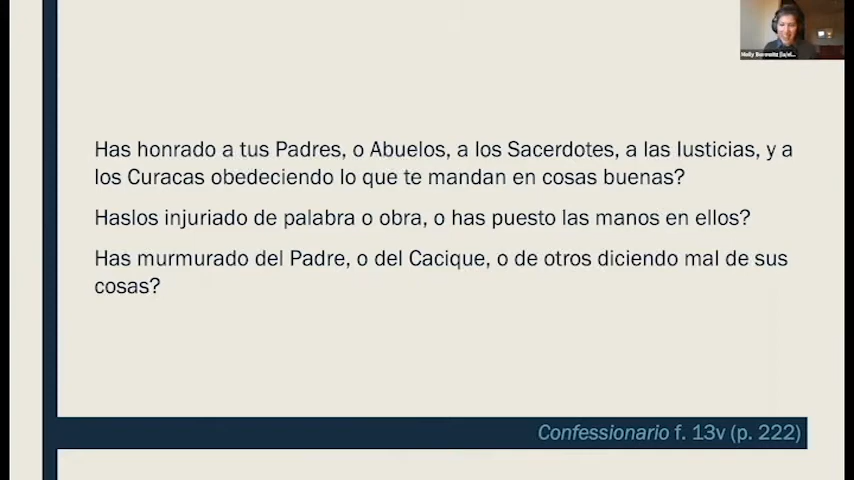 Has honrado a tus Padres, o Abuelos, a los Sacerdotes, a las Iusticias, y a
los Curacas obedeciendo lo que te mandan en cosas buenas?
Haslos injuriado de palabra o obra, o has puesto las manos en ellos?
Has murmurado del Padre, o del Cacique, o de otros diciendo mal de sus
cosas?
Confessionario f. 13v (p. 222)